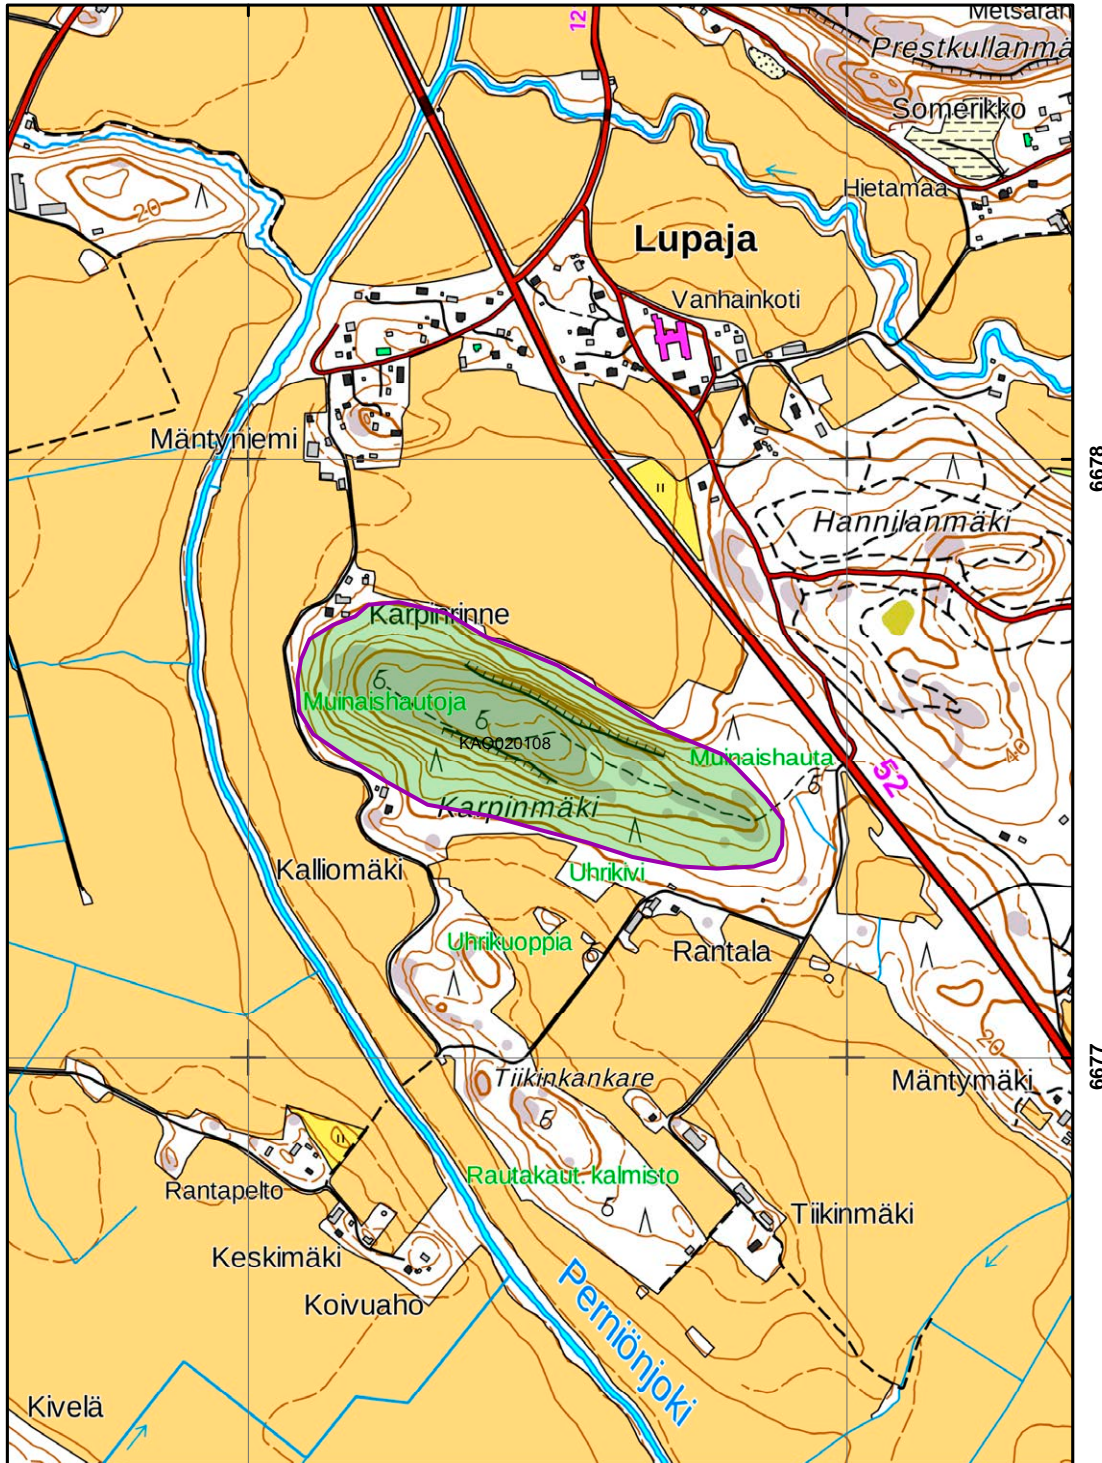 Metsäran
12
Prestkullanmä
Somerikko
Hietamaa
20
Lupaja
Vanhainkoti
Mäntyniemi
6678
Hannilanmäki
Karpinrinne
Muinaishautoja
KAO020108
Muinaishauta
40
52
Karpinmäki
Kalliomäki
Uhrikivi
Uhrikuoppia
Rantala
20
6677
Tiikinkankare
Mäntymäki
Rautakaut. kalmisto
Rantapelto
Tiikinmäki
Keskimäki
Koivuaho
Perniönjoki
Kivelä